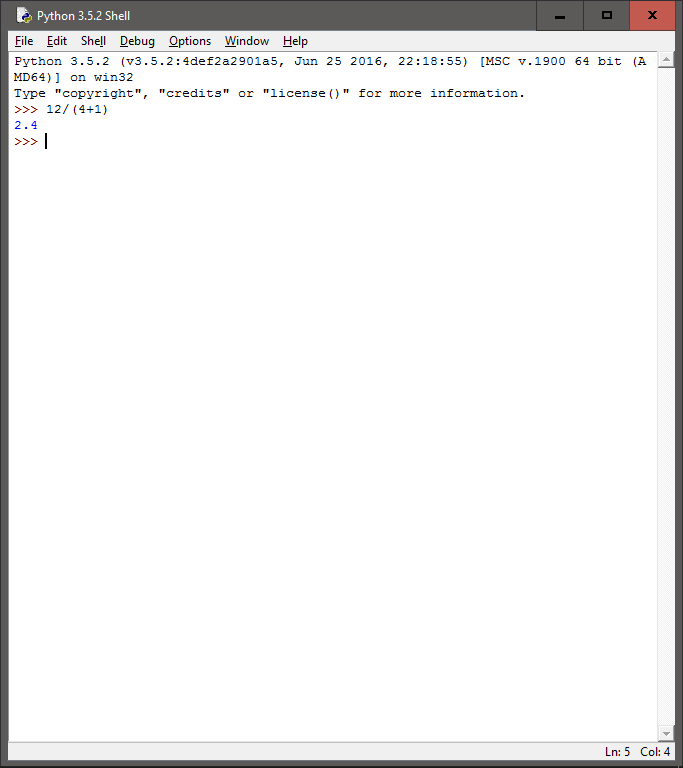 Python 3.5.2 Shell
File Edit Shell Debug Options Window Help
Python 3.5.2 (v3.5.2:4def2a2901a5, Jun 25 2016, 22:18:55) [MSC v.1900 64 bit (A
MD64)] on win32
Type "copyright", "credits" or "license()" for more information.
>>> 12/(4+1)
2.4
>>>
Ln: 5 Col: 4